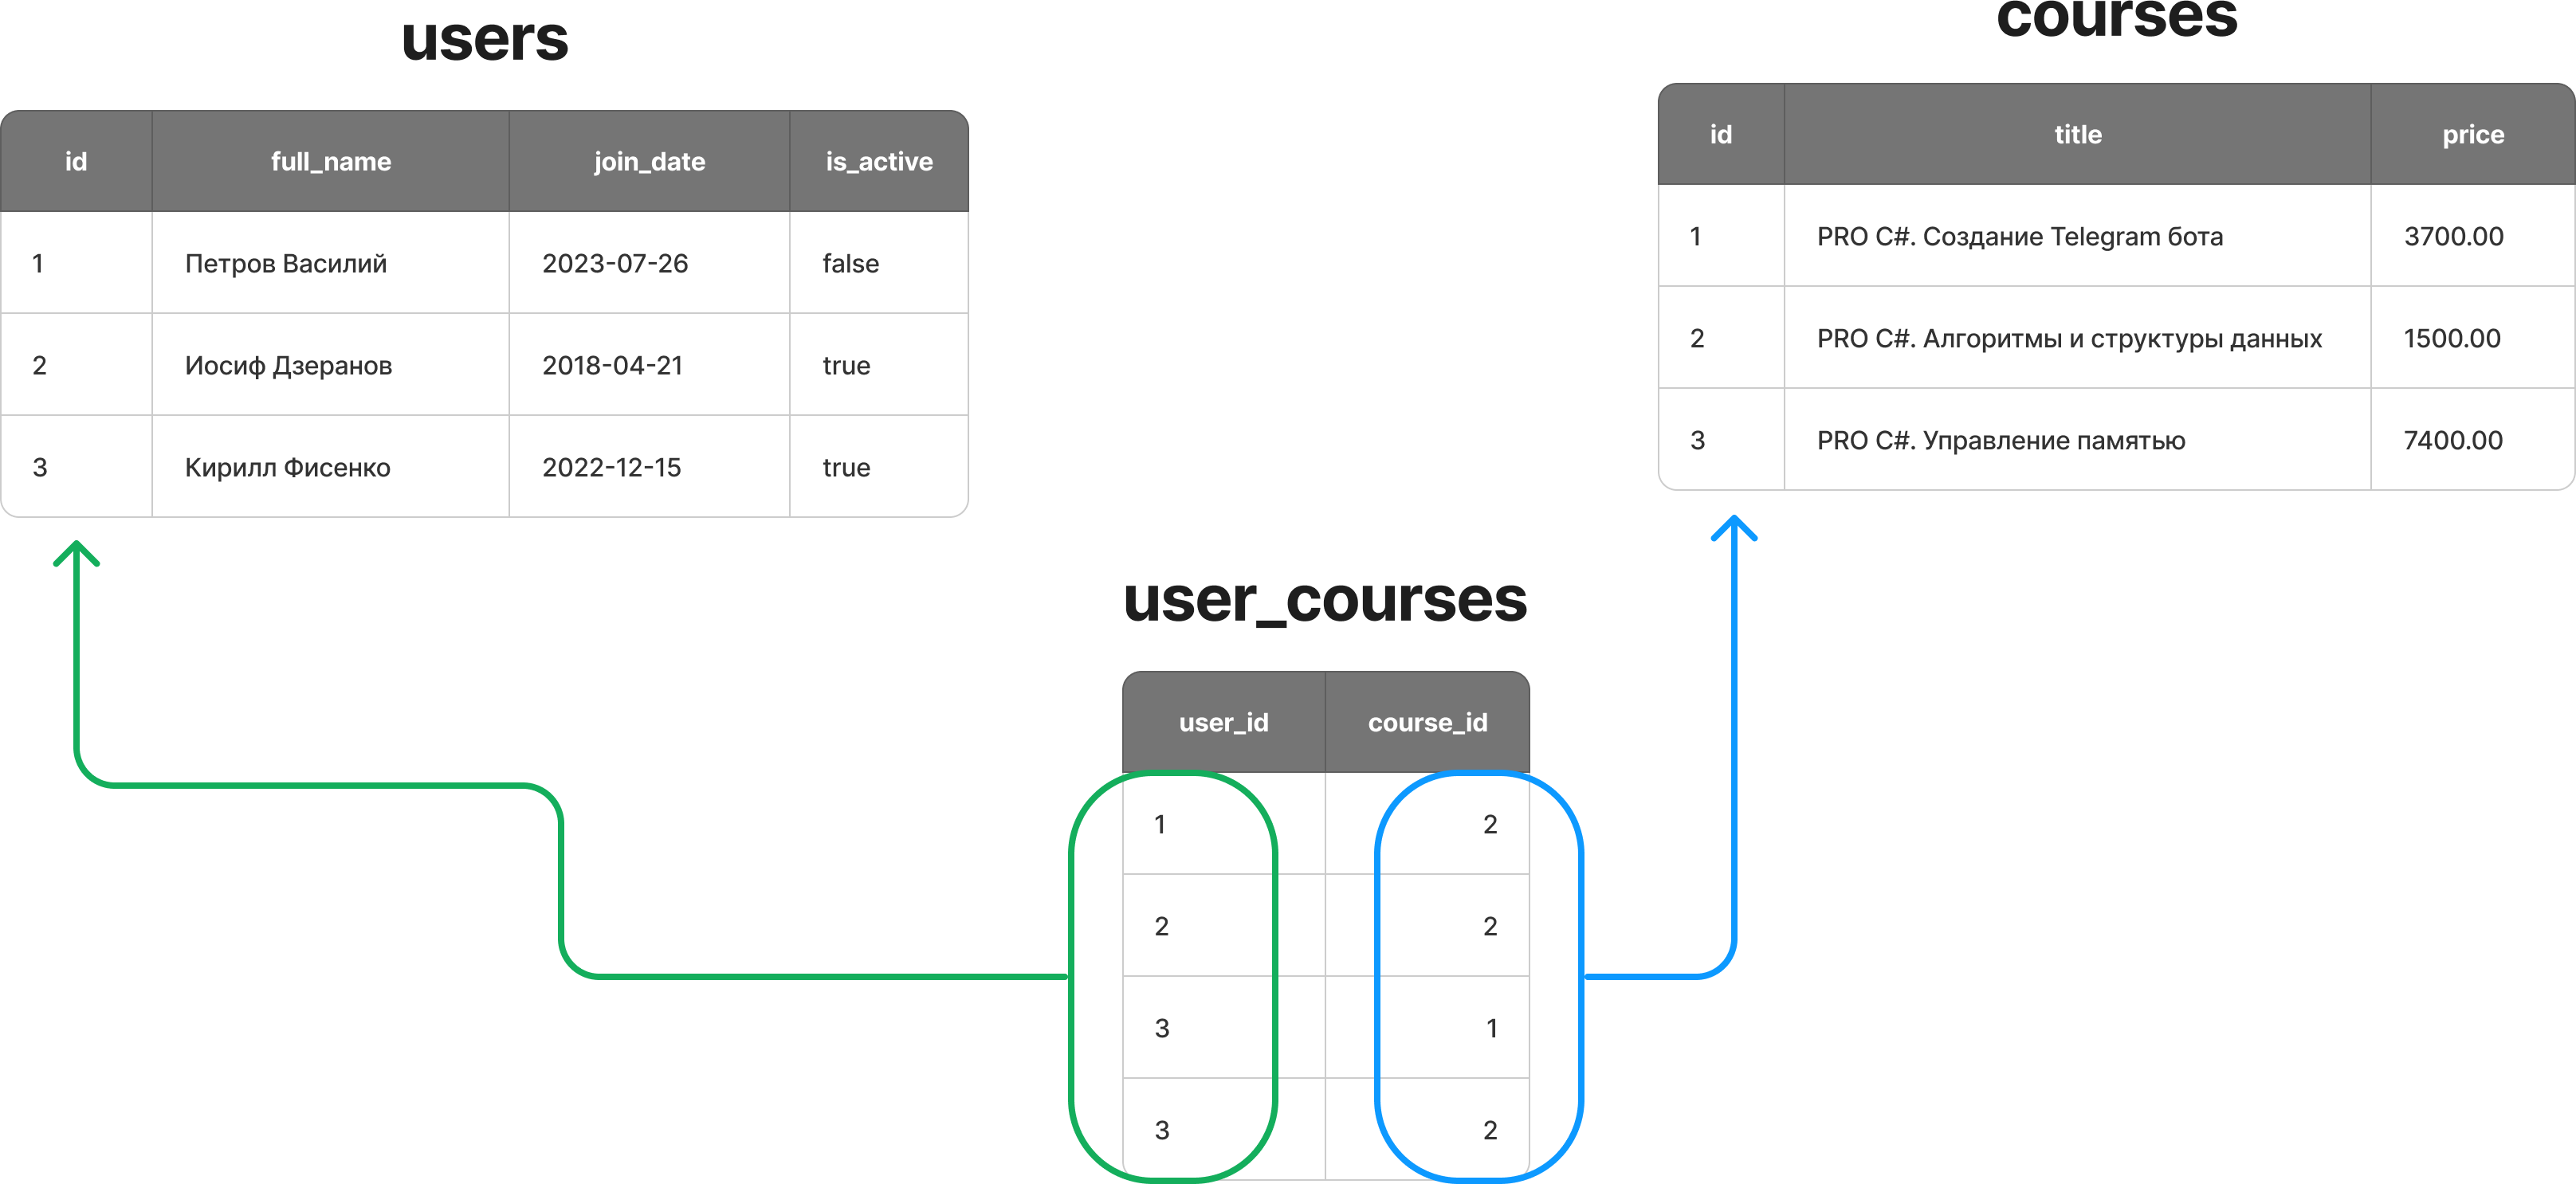 users
id full_name join_date is_active
1 Петров Василий 2023-07-26 false
2 Иосиф Дзеранов 2018-04-21 true
3 Кирилл Фисенко 2022-12-15 true
courses
id title price
1 PRO C#. Создание Telegram бота 3700.00
2 PRO C#. Алгоритмы и структуры данных 1500.00
3 PRO C#. Управление памятью 7400.00
user_courses
user_id course_id
1 2
2 2
3 1
3 2